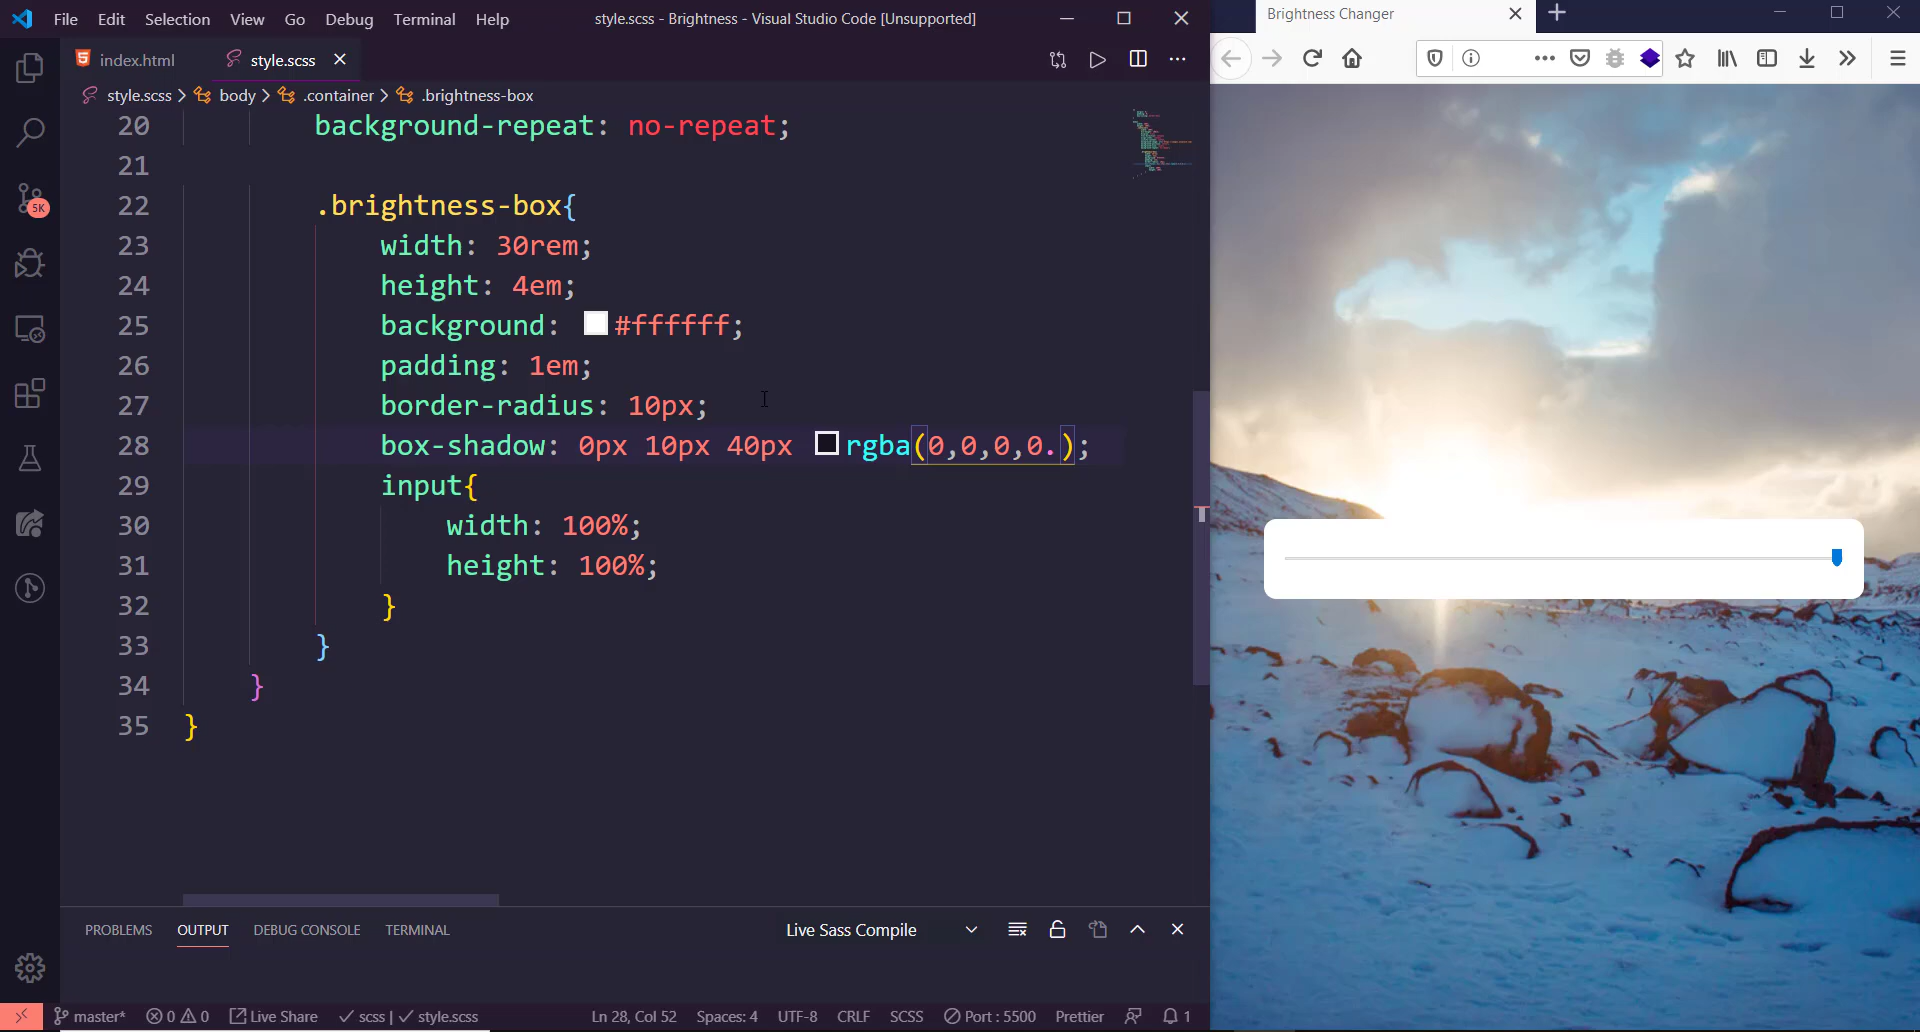 File Edit Selection View Go Debug Terminal Help
style.scss - Brightness - Visual Studio Code [Unsupported]
Brightness Changer
index.html
style.scss
style.scss > body > .container > .brightness-box
20 background-repeat: no-repeat;
21
22 .brightness-box{
23 width: 30rem;
24 height: 4em;
25 background: #ffffff;
26 padding: 1em;
27 border-radius: 10px;
28 box-shadow: 0px 10px 40px rgba(0,0,0,0.);
29 input{
30 width: 100%;
31 height: 100%;
32 }
33 }
34 }
35 }
5K
PROBLEMS OUTPUT DEBUG CONSOLE TERMINAL
Live Sass Compile
master* 0 0 Live Share scss | style.scss Ln 28, Col 52 Spaces: 4 UTF-8 CRLF SCSS Port : 5500 Prettier 1